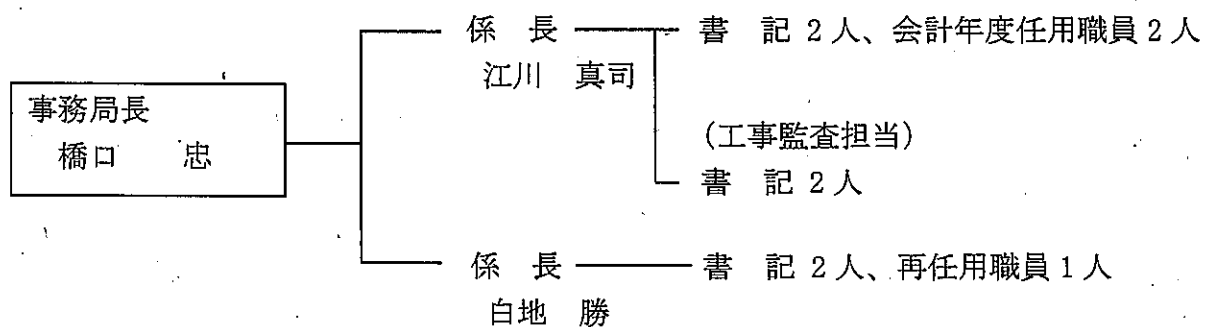 係　長　書　記 2人、会計年度任用職員2人
江川　真司
事務局長
橋口　忠
(工事監査担当)
書　記 2人
係　長　書　記 2人、再任用職員1人
白地　勝